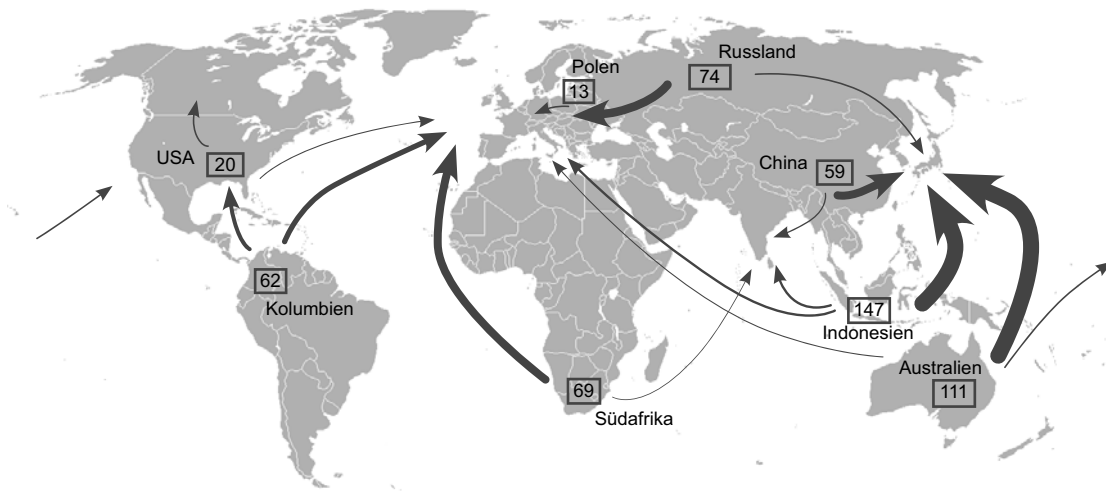 Russland
74
Polen
13
USA
20
China
59
62
Kolumbien
147
Indonesien
Australien
111
69
Südafrika